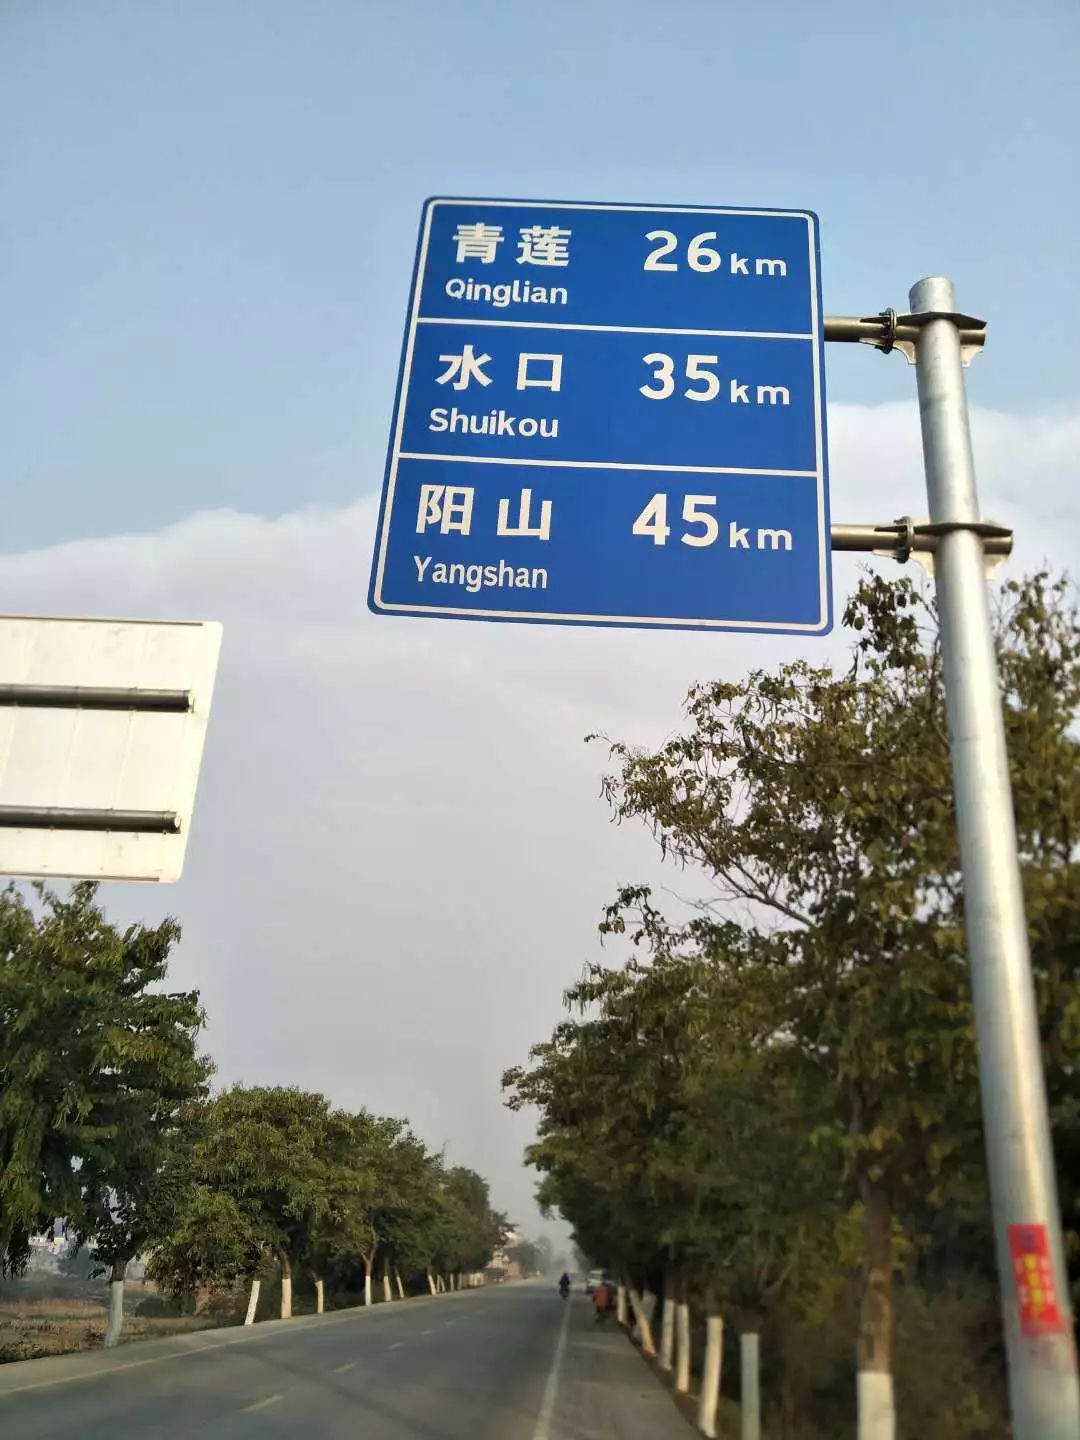 青莲 26km
Qinglian
水口 35km
Shuikou
阳山 45km
Yangshan